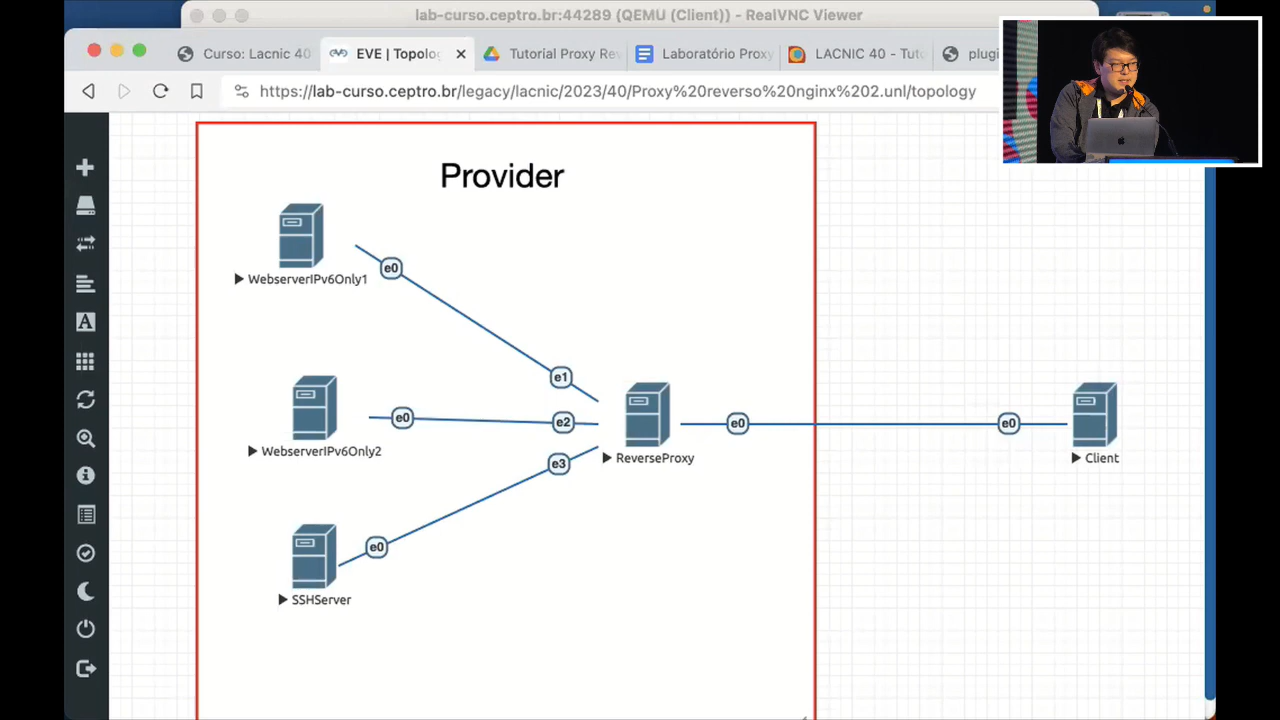 lab-curso.ceptro.br:44289 (QEMU (Client)) - RealVNC Viewer
Curso: Lacnic 40
EVE | Topolo
Tutorial Proxy Rev
Laboratório Proxy
LACNIC 40 - Tuto
plugi
https://lab-curso.ceptro.br/legacy/lacnic/2023/40/Proxy%20reverso%20nginx%202.unl/topology
Provider
WebserverIPv6Only1
e0
e1
WebserverIPv6Only2
e0
e2
e3
ReverseProxy
e0
e0
Client
SSHServer
e0